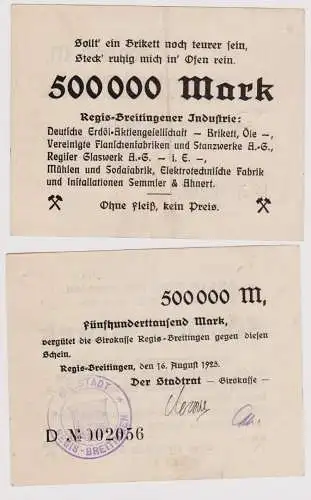 Sollt' ein Brikett noch teurer sein,
Steck' ruhig mich in' Ofen rein.
500000 Mark
Regis-Breitingener Industrie:
Deutsche Erdöl-Aktiengesellschaft — Brikett, Öle —,
Vereinigte Flanschenfabriken und Stanzwerke A.-G.,
Regiser Glaswerk A.-G. — i. E. —,
Mühlen und Sodafabrik, Elektrotechnische Fabrik
und Installationen Semmler & Ahnert.
Ohne Fleiß, kein Preis.
500000 M,
Fünfhunderttausend Mark,
vergütet die Girokasse Regis-Breitingen gegen diesen
Schein.
Regis-Breitingen, den 16. August 1923.
Der Stadtrat — Girokasse —
STADT
REGIS-BREITINGEN
D № 002056